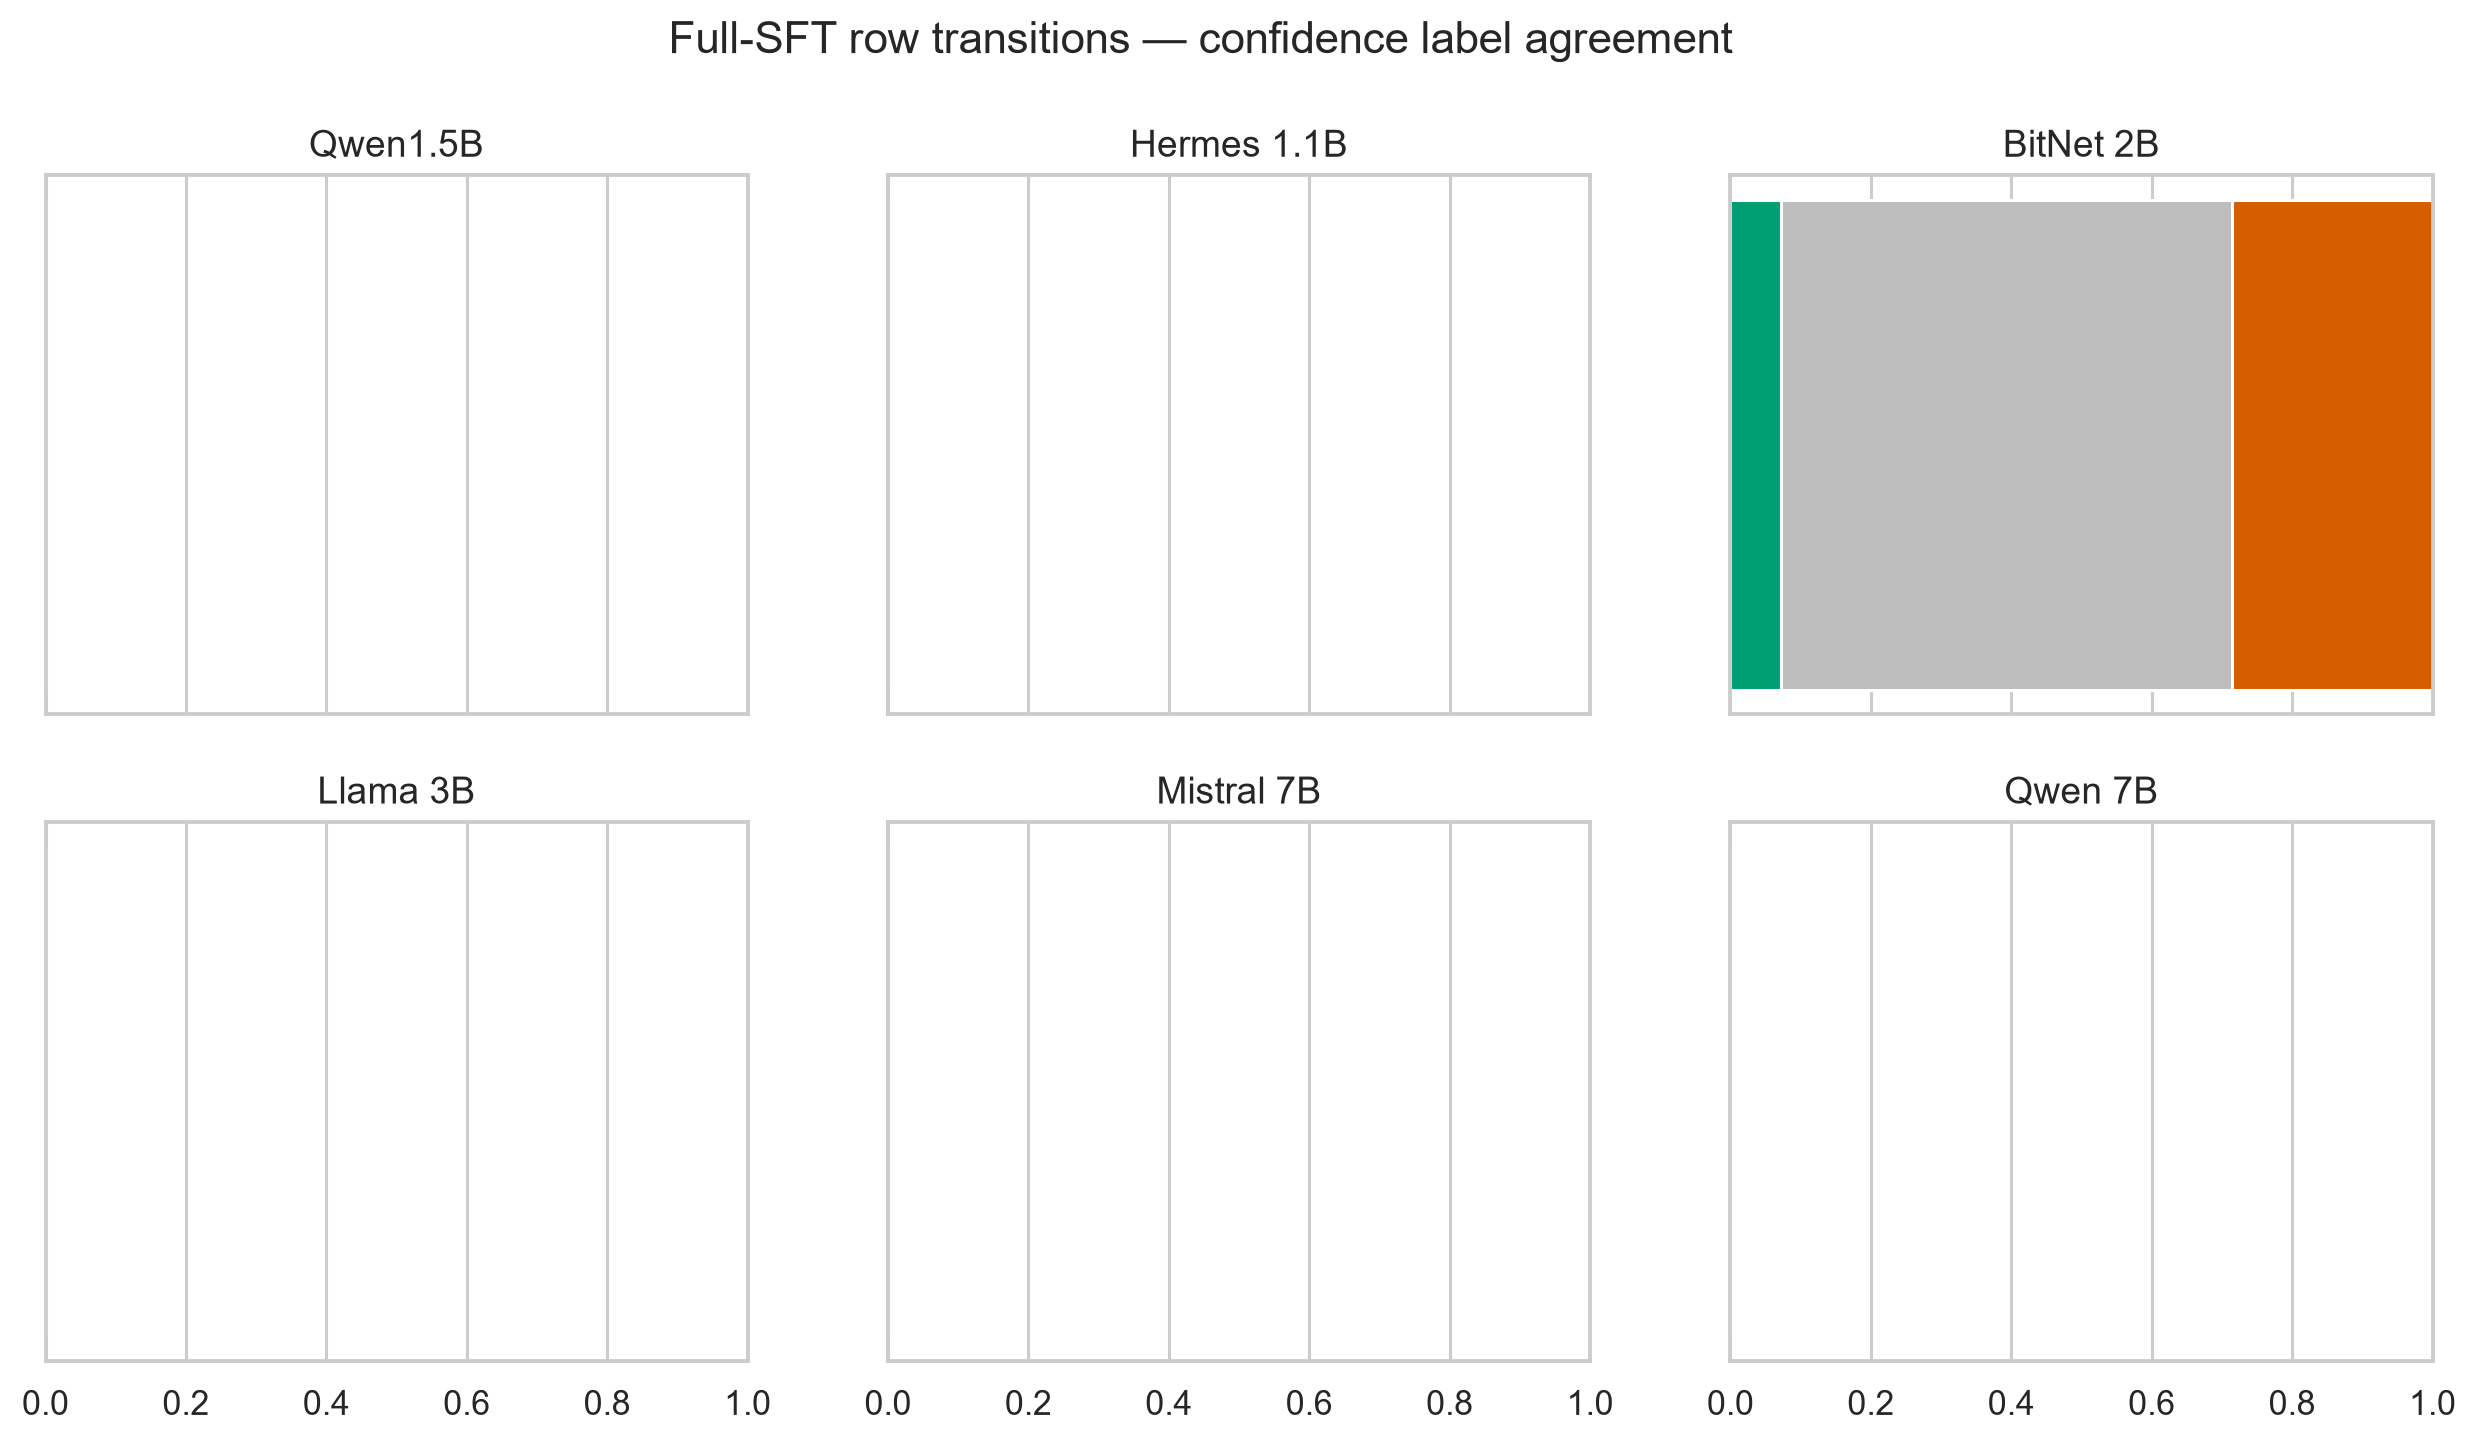 Full-SFT row transitions — confidence label agreement
Qwen1.5B
Hermes 1.1B
BitNet 2B
Llama 3B
Mistral 7B
Qwen 7B
0.0 0.2 0.4 0.6 0.8 1.0 0.0 0.2 0.4 0.6 0.8 1.0 0.0 0.2 0.4 0.6 0.8 1.0